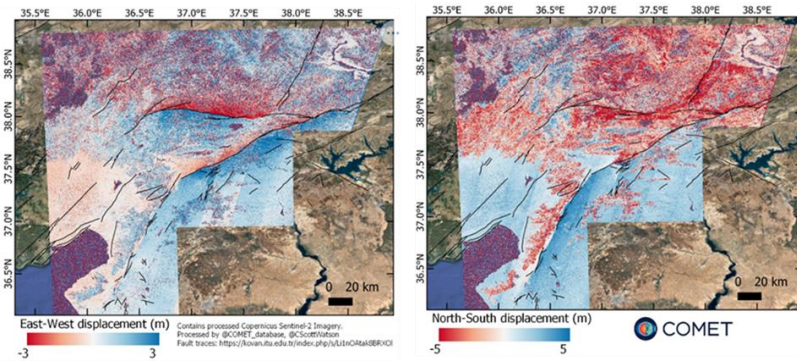 35.5°E 36.0°E 36.5°E 37.0°E 37.5°E 38.0°E 38.5°E
38.5°N
38.0°N
37.5°N
37.0°N
36.5°N
0 20 km
East-West displacement (m)
-3 3
Contains processed Copernicus Sentinel-2 Imagery.
Processed by @COMET_database, @CScottWatson
35.5°E 36.0°E 36.5°E 37.0°E 37.5°E 38.0°E 38.5°E
38.5°N
38.0°N
37.5°N
37.0°N
36.5°N
0 20 km
North-South displacement (m)
-5 5
COMET